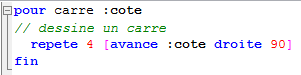 pour carre :cote
// dessine un carre
repete 4 [avance :cote droite 90]
fin